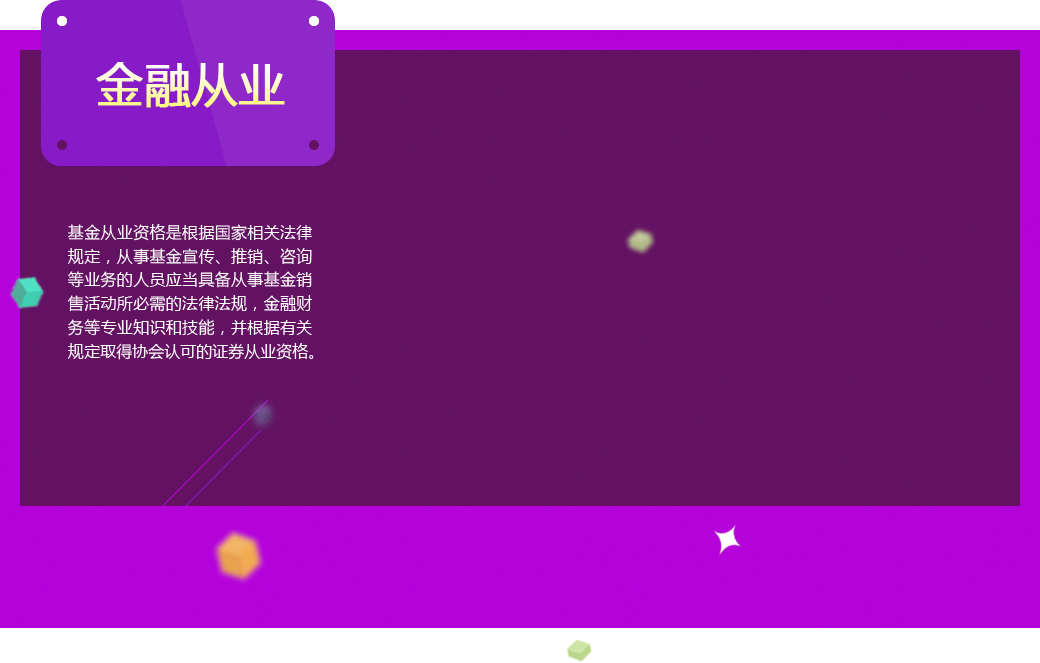 金融从业
基金从业资格是根据国家相关法律
规定，从事基金宣传、推销、咨询
等业务的人员应当具备从事基金销
售活动所必需的法律法规，金融财
务等专业知识和技能，并根据有关
规定取得协会认可的证券从业资格。